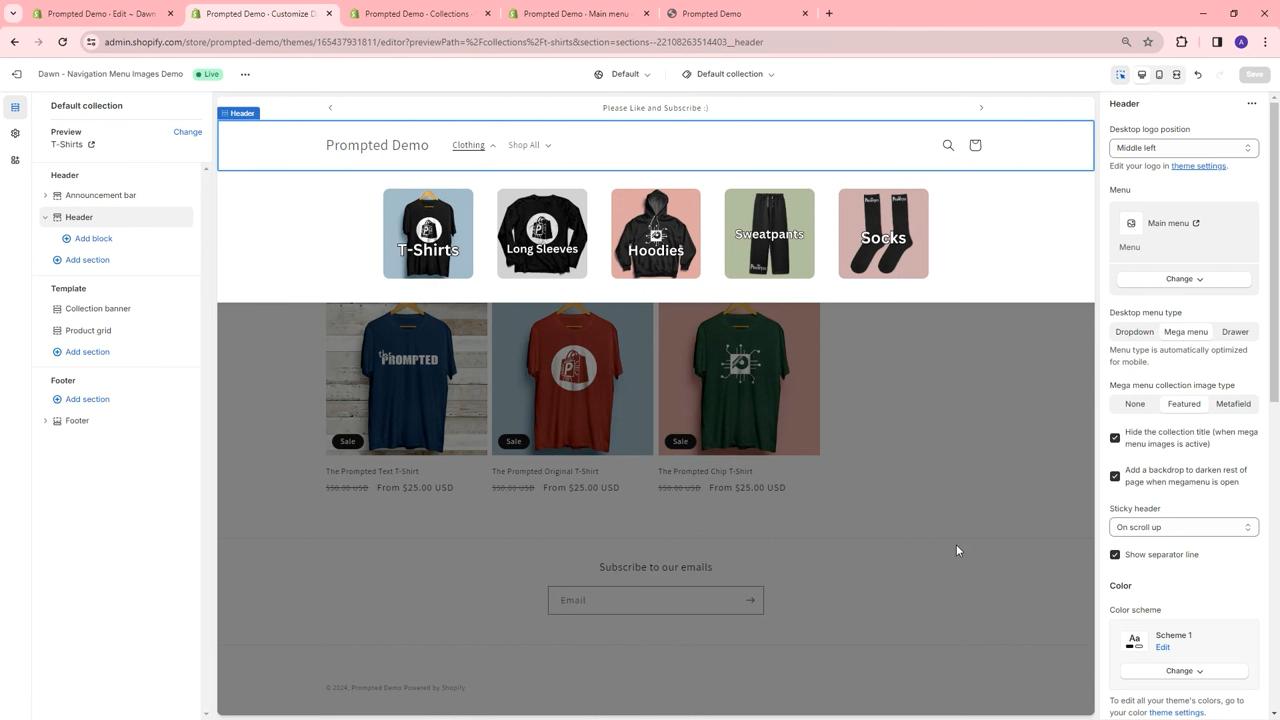 Prompted Demo - Edit ~ Dawn
Prompted Demo - Customize D
Prompted Demo - Collections
Prompted Demo - Main menu
Prompted Demo
admin.shopify.com/store/prompted-demo/themes/165437931811/editor?previewPath=%2Fcollections%2Ft-shirts&section=sections--22108263514403__header
A
Dawn - Navigation Menu Images Demo
Live
Default
Default collection
Save
Default collection
Preview
Change
T-Shirts
Header
Announcement bar
Header
Add block
Add section
Template
Collection banner
Product grid
Add section
Footer
Add section
Footer
Please Like and Subscribe :)
Header
Prompted Demo
Clothing
Shop All
T-Shirts
Long Sleeves
Hoodies
Sweatpants
Socks
the PROMPTED
Sale
Sale
Sale
The Prompted Text T-Shirt
The Prompted Original T-Shirt
The Prompted Chip T-Shirt
$50.00 USD From $25.00 USD
$50.00 USD From $25.00 USD
$50.00 USD From $25.00 USD
Subscribe to our emails
Email
© 2024, Prompted Demo Powered by Shopify
Header
Desktop logo position
Middle left
Edit your logo in theme settings.
Menu
Main menu
Menu
Change
Desktop menu type
Dropdown
Mega menu
Drawer
Menu type is automatically optimized
for mobile.
Mega menu collection image type
None
Featured
Metafield
Hide the collection title (when mega
menu images is active)
Add a backdrop to darken rest of
page when megamenu is open
Sticky header
On scroll up
Show separator line
Color
Color scheme
Aa
Scheme 1
Edit
Change
To edit all your theme's colors, go to
your color theme settings.